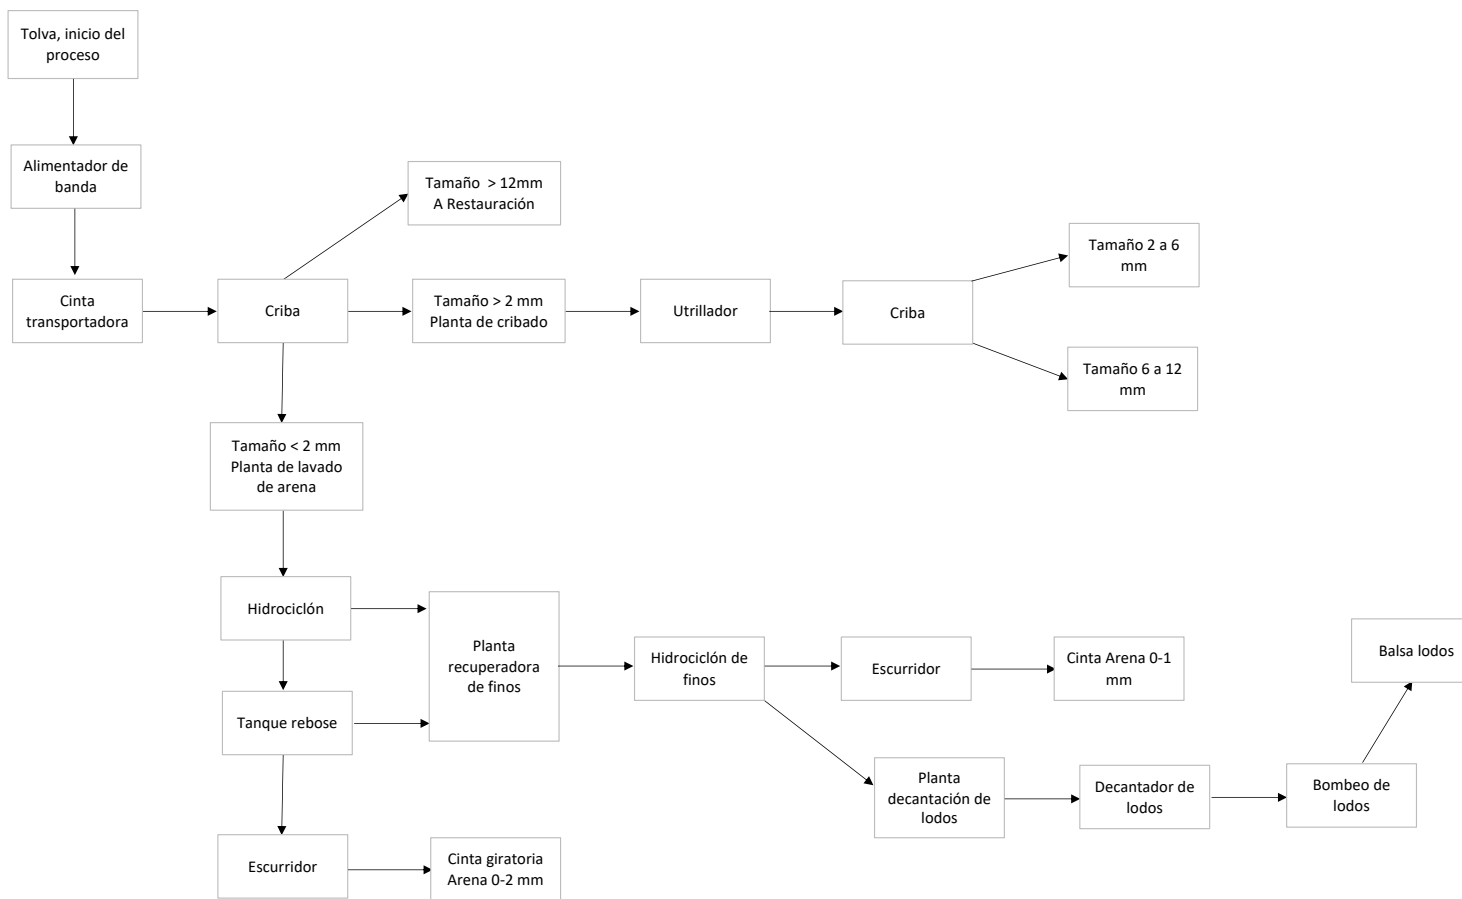 Tolva, inicio del
proceso
Alimentador de
banda
Tamaño > 12mm
A Restauración
Tamaño 2 a 6
mm
Cinta
transportadora
Criba
Tamaño > 2 mm
Planta de cribado
Utrillador
Criba
Tamaño 6 a 12
mm
Tamaño < 2 mm
Planta de lavado
de arena
Hidrociclón
Planta
recuperadora
de finos
Hidrociclón de
finos
Escurridor
Cinta Arena 0-1
mm
Balsa lodos
Tanque rebose
Planta
decantación de
lodos
Decantador de
lodos
Bombeo de
lodos
Escurridor
Cinta giratoria
Arena 0-2 mm